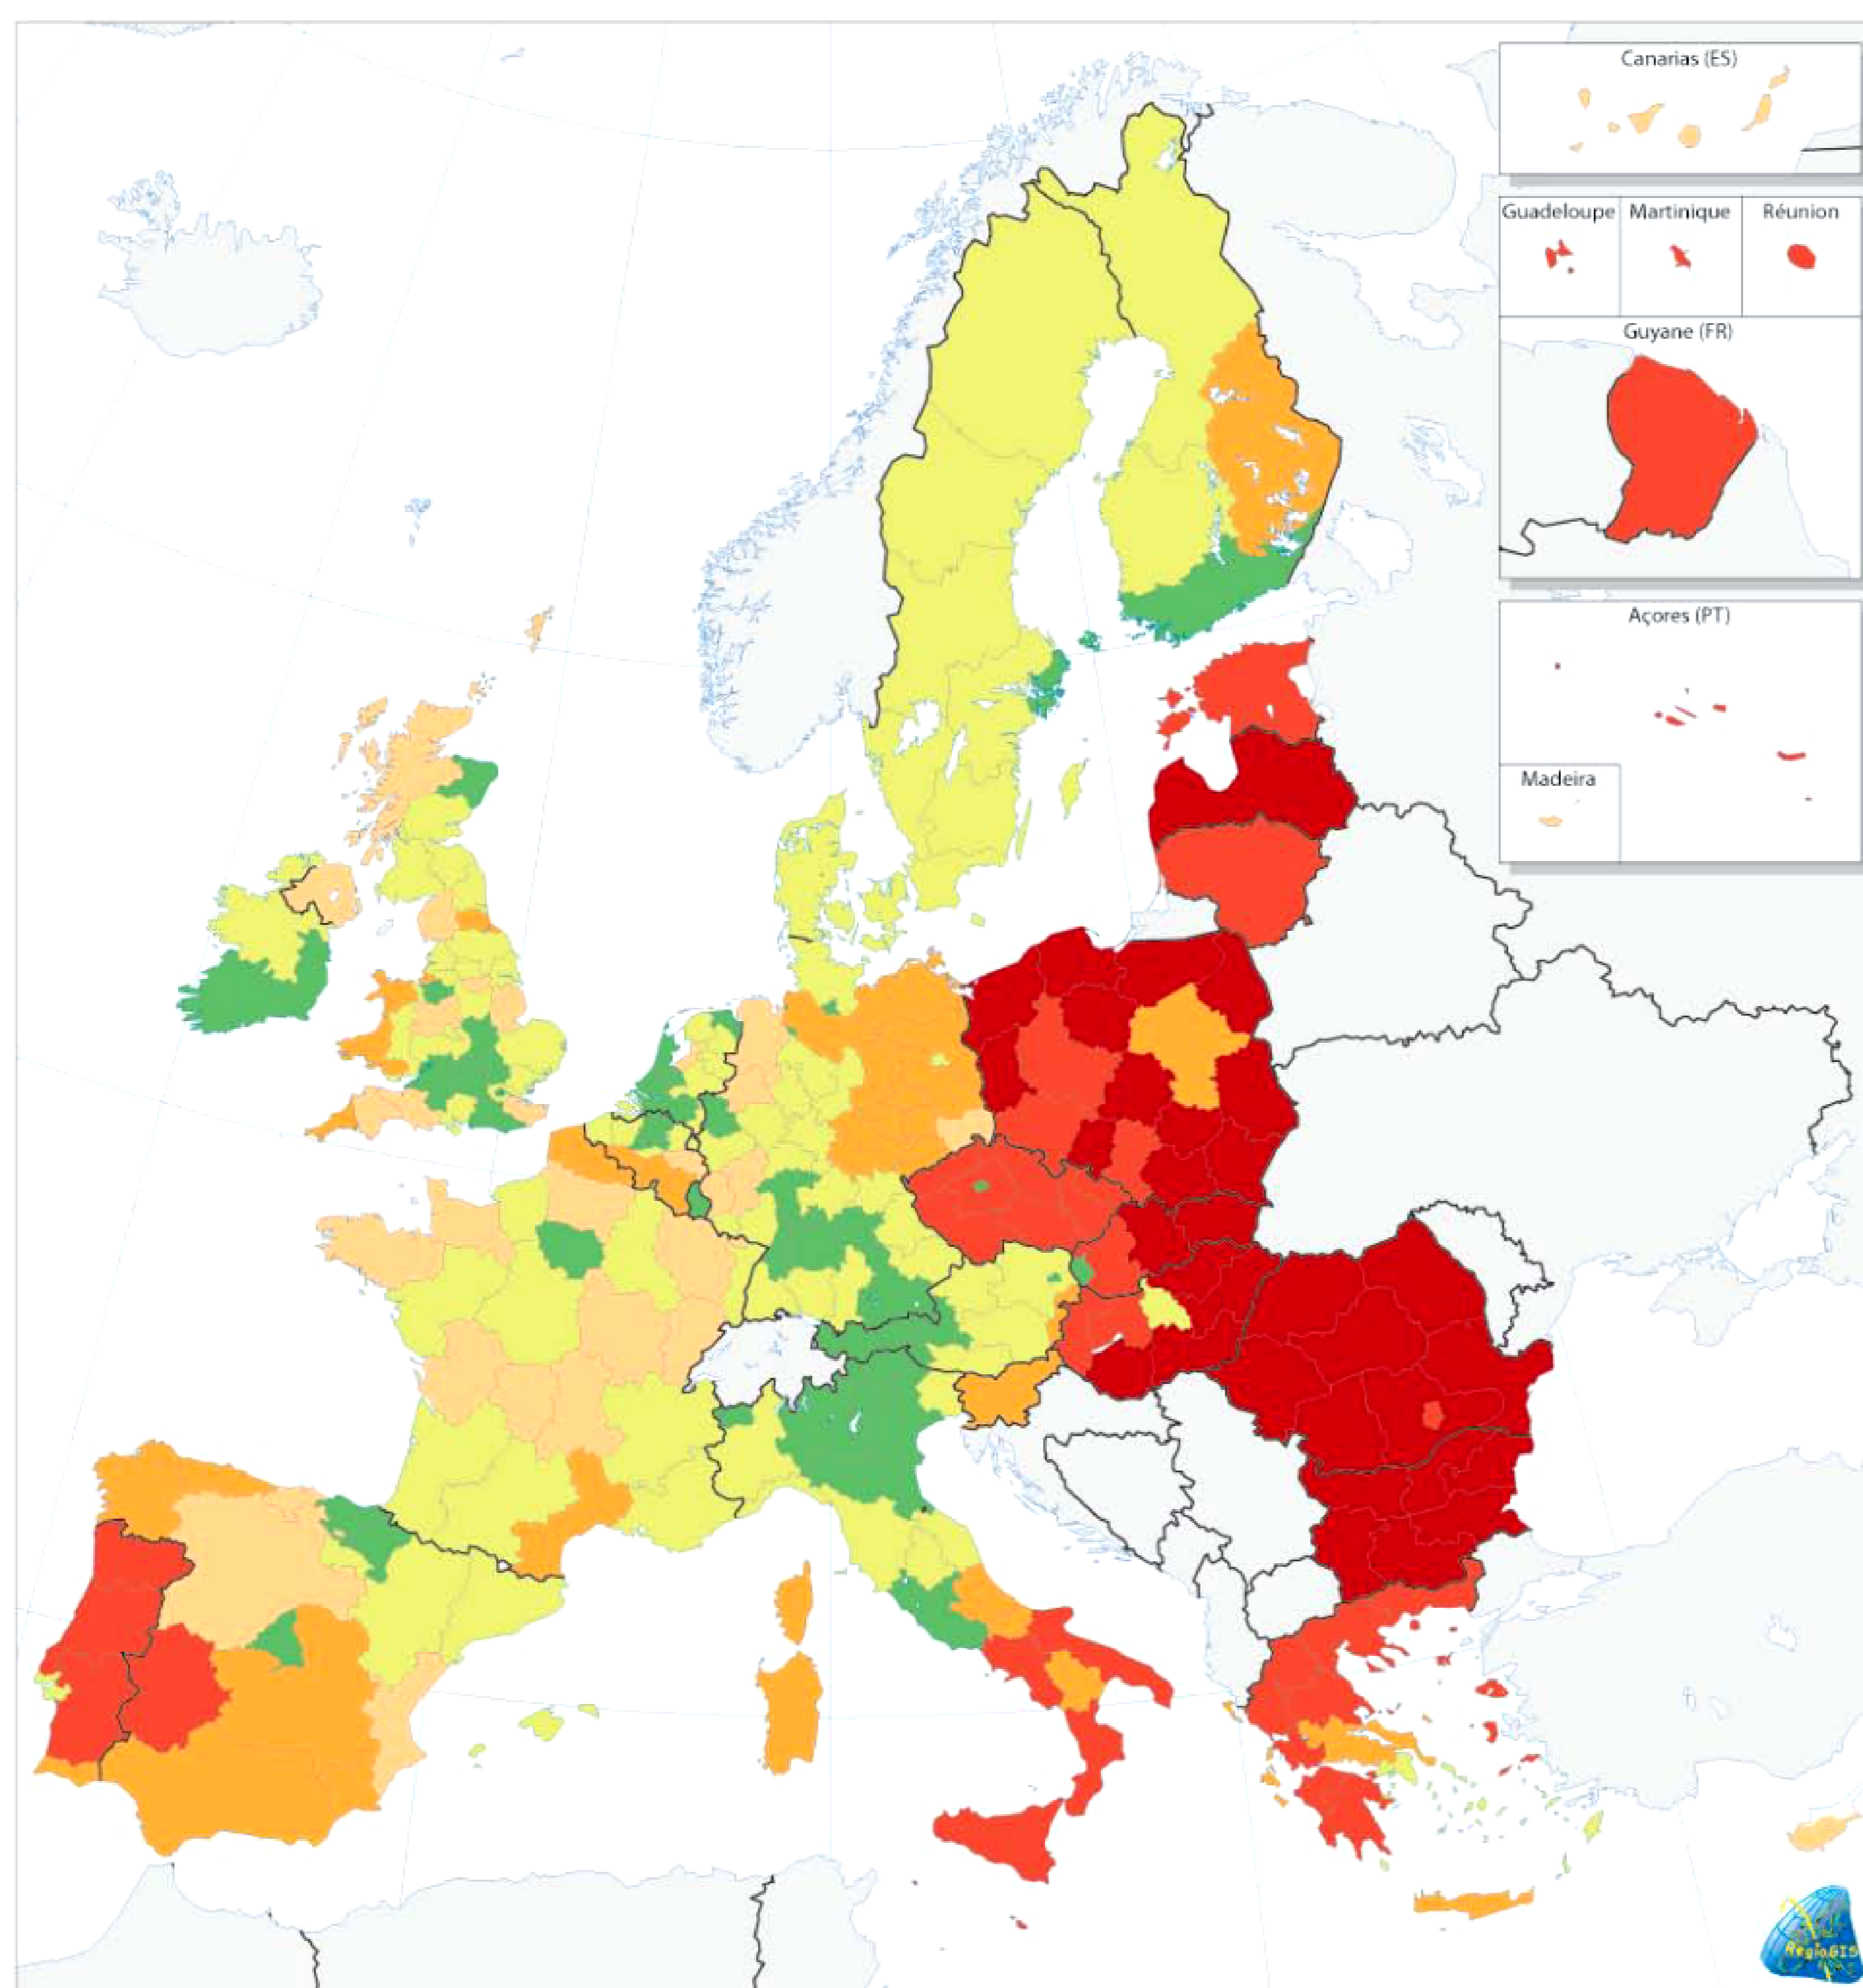 Canarias (ES)
Guadeloupe
Martinique
Réunion
Guyane (FR)
Açores (PT)
Madeira
RegioGIS